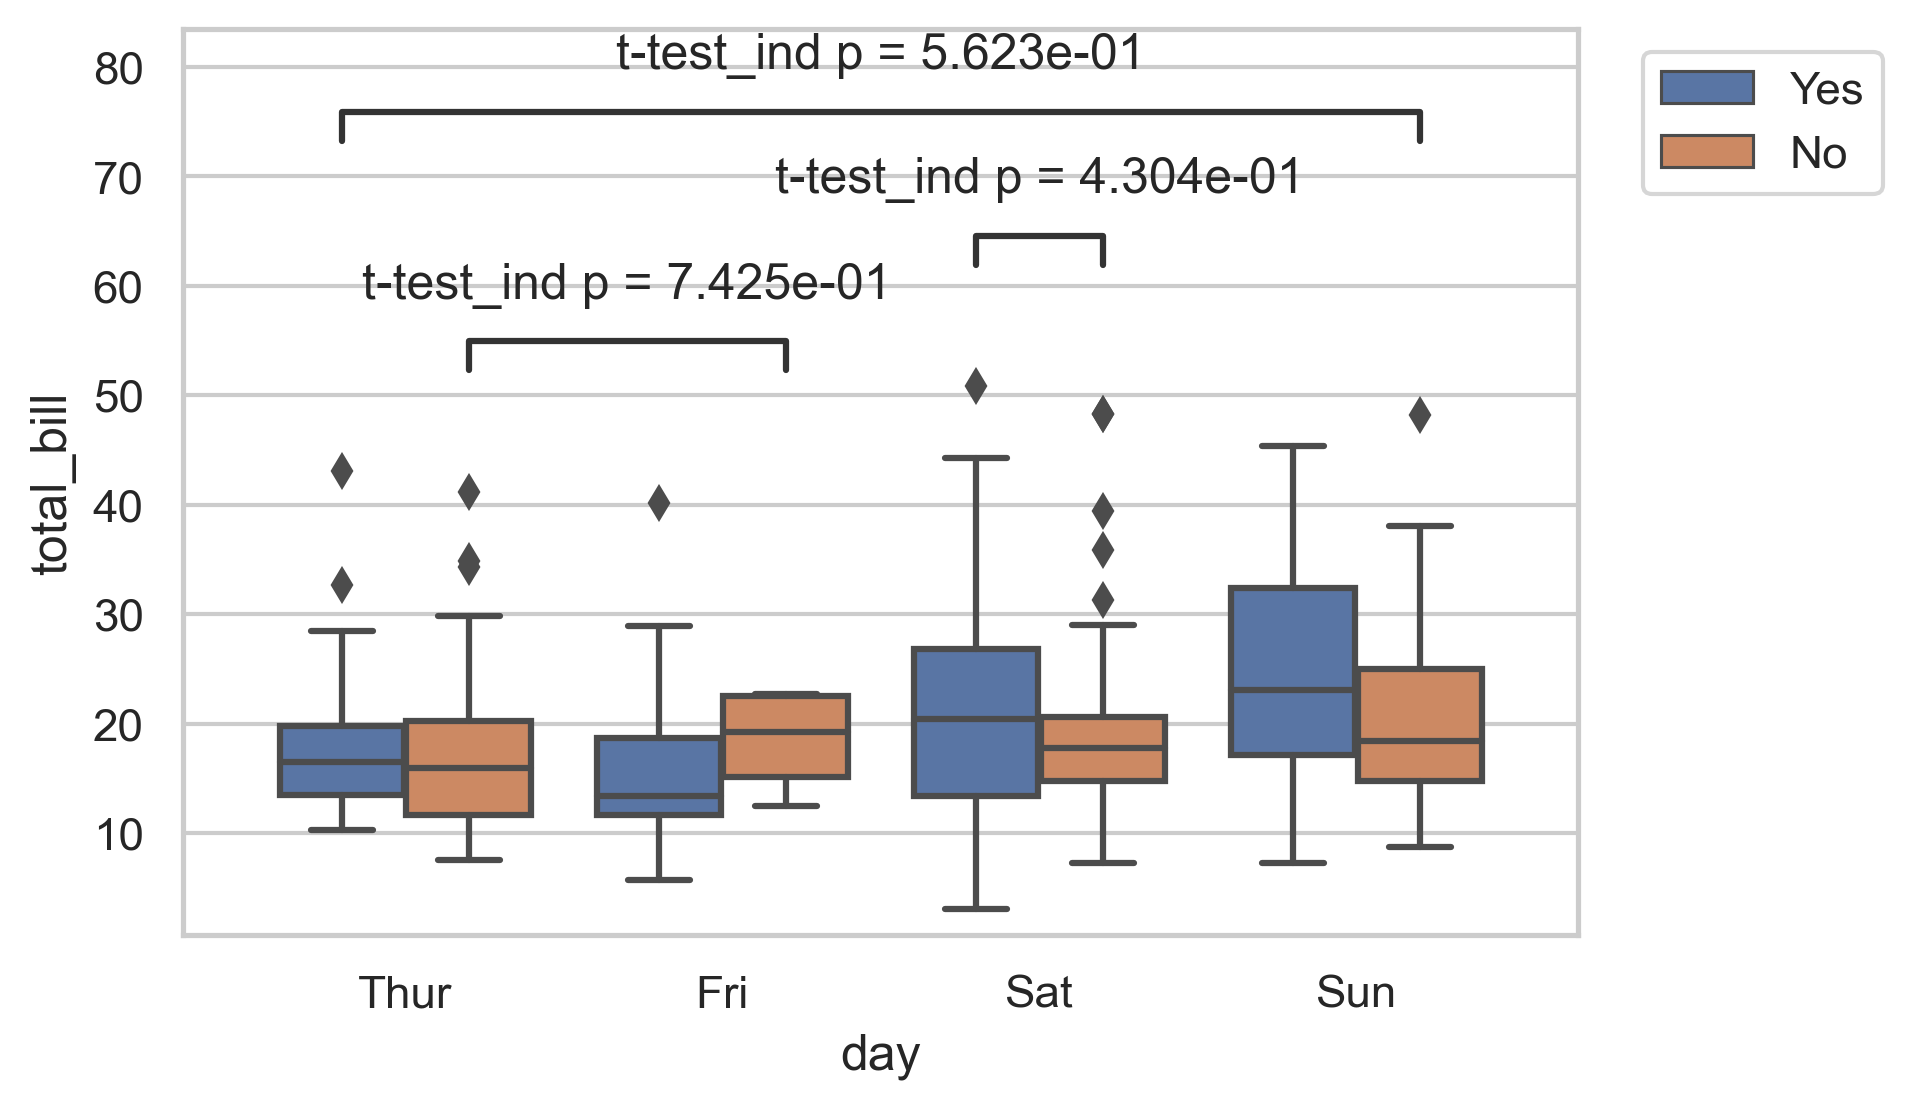 t-test_ind p = 5.623e-01
t-test_ind p = 4.304e-01
t-test_ind p = 7.425e-01
80
70
60
50
40
30
20
10
total_bill
Thur Fri Sat Sun
day
Yes
No